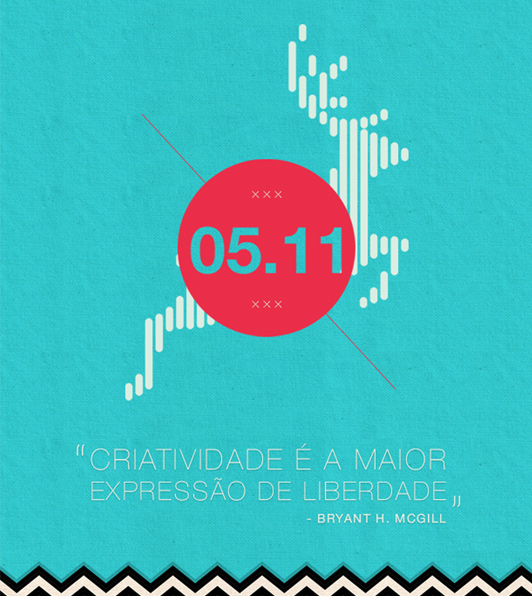 ×××
05.11
×××
“CRIATIVIDADE É A MAIOR
EXPRESSÃO DE LIBERDADE„
- BRYANT H. MCGILL